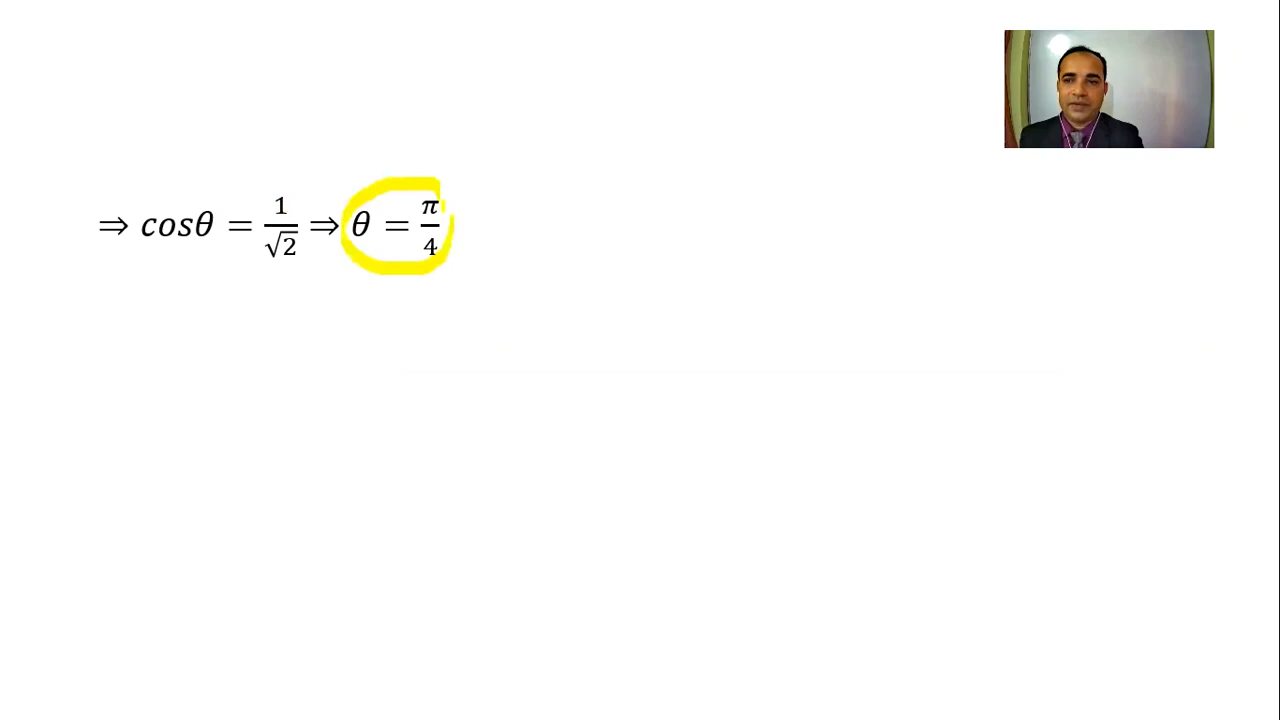 ⇒ cosθ = 1/√2 ⇒ θ = π/4